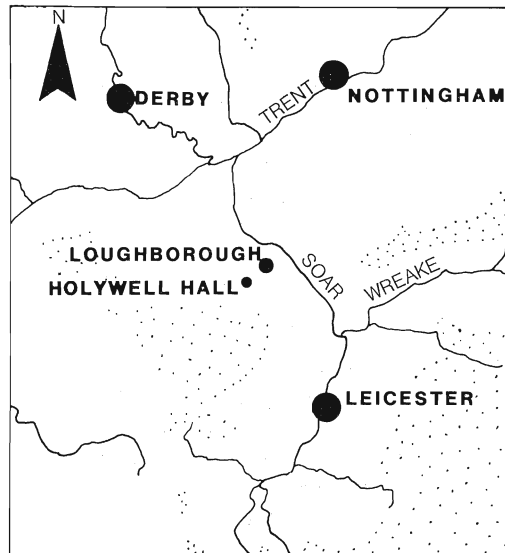 N
DERBY
TRENT
NOTTINGHAM
LOUGHBOROUGH
SOAR
WREAKE
HOLYWELL HALL
LEICESTER